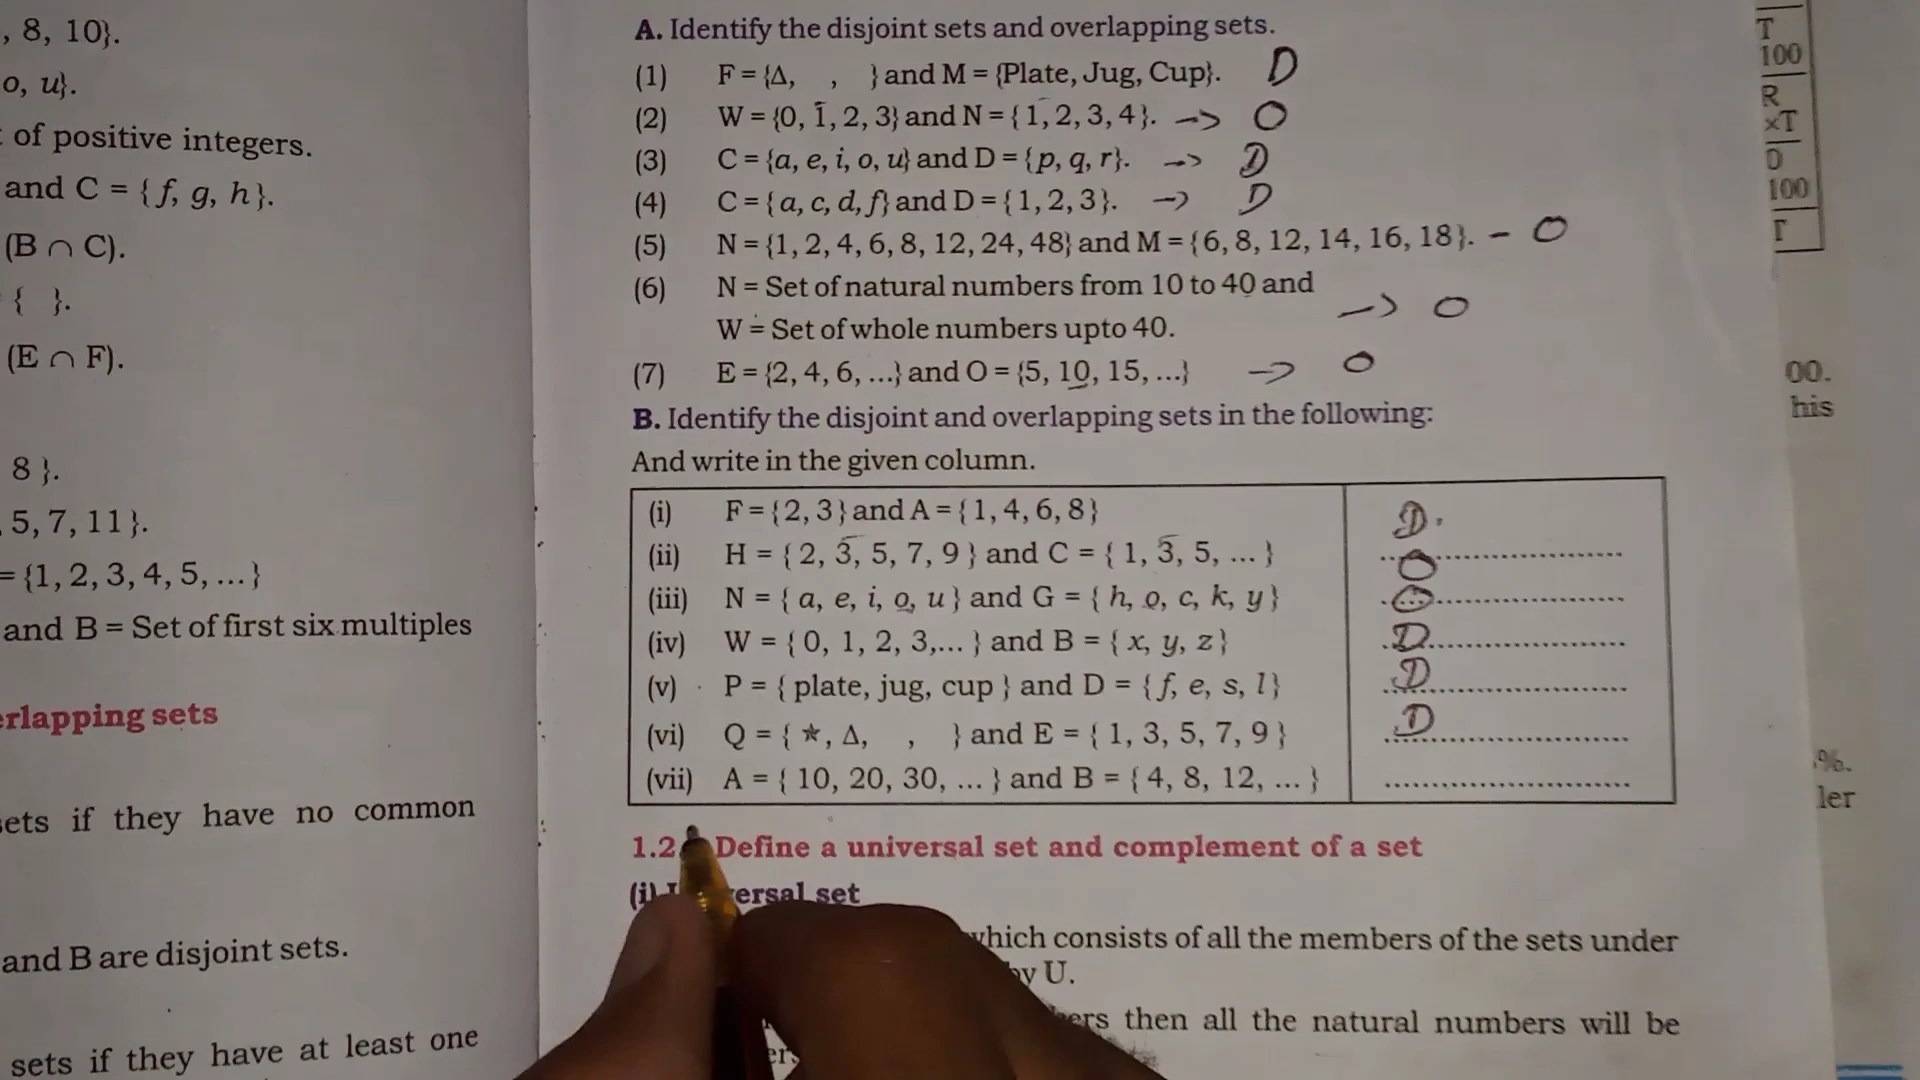 , 8, 10}.
o, u}.
of positive integers.
and C = {f, g, h}.
(B ∩ C).
{ }.
(E ∩ F).
8 }.
5, 7, 11}.
= {1, 2, 3, 4, 5, ...}
and B = Set of first six multiples
erlapping sets
sets if they have no common
and B are disjoint sets.
sets if they have at least one
A. Identify the disjoint sets and overlapping sets.
(1) F = {Δ, , } and M = {Plate, Jug, Cup}. D
(2) W = {0, 1, 2, 3} and N = {1, 2, 3, 4}. → O
(3) C = {a, e, i, o, u} and D = {p, q, r}. → D
(4) C = {a, c, d, f} and D = {1, 2, 3}. → D
(5) N = {1, 2, 4, 6, 8, 12, 24, 48} and M = {6, 8, 12, 14, 16, 18}. – O
(6) N = Set of natural numbers from 10 to 40 and
W = Set of whole numbers upto 40. → O
(7) E = {2, 4, 6, ...} and O = {5, 10, 15, ...} → O
B. Identify the disjoint and overlapping sets in the following:
And write in the given column.
(i) F = {2, 3} and A = {1, 4, 6, 8} D.
(ii) H = { 2, 3, 5, 7, 9 } and C = { 1, 3, 5, ... } O
(iii) N = { a, e, i, o, u } and G = { h, o, c, k, y } O
(iv) W = { 0, 1, 2, 3,... } and B = { x, y, z } D
(v) P = { plate, jug, cup } and D = { f, e, s, l } D
(vi) Q = { ★, Δ, , } and E = { 1, 3, 5, 7, 9 } D
(vii) A = { 10, 20, 30, ... } and B = { 4, 8, 12, ... }
1.2 Define a universal set and complement of a set
(i) ersal set
which consists of all the members of the sets under
by U.
ers then all the natural numbers will be
T
100
R
×T
D
100
T
00.
his
%.
ler